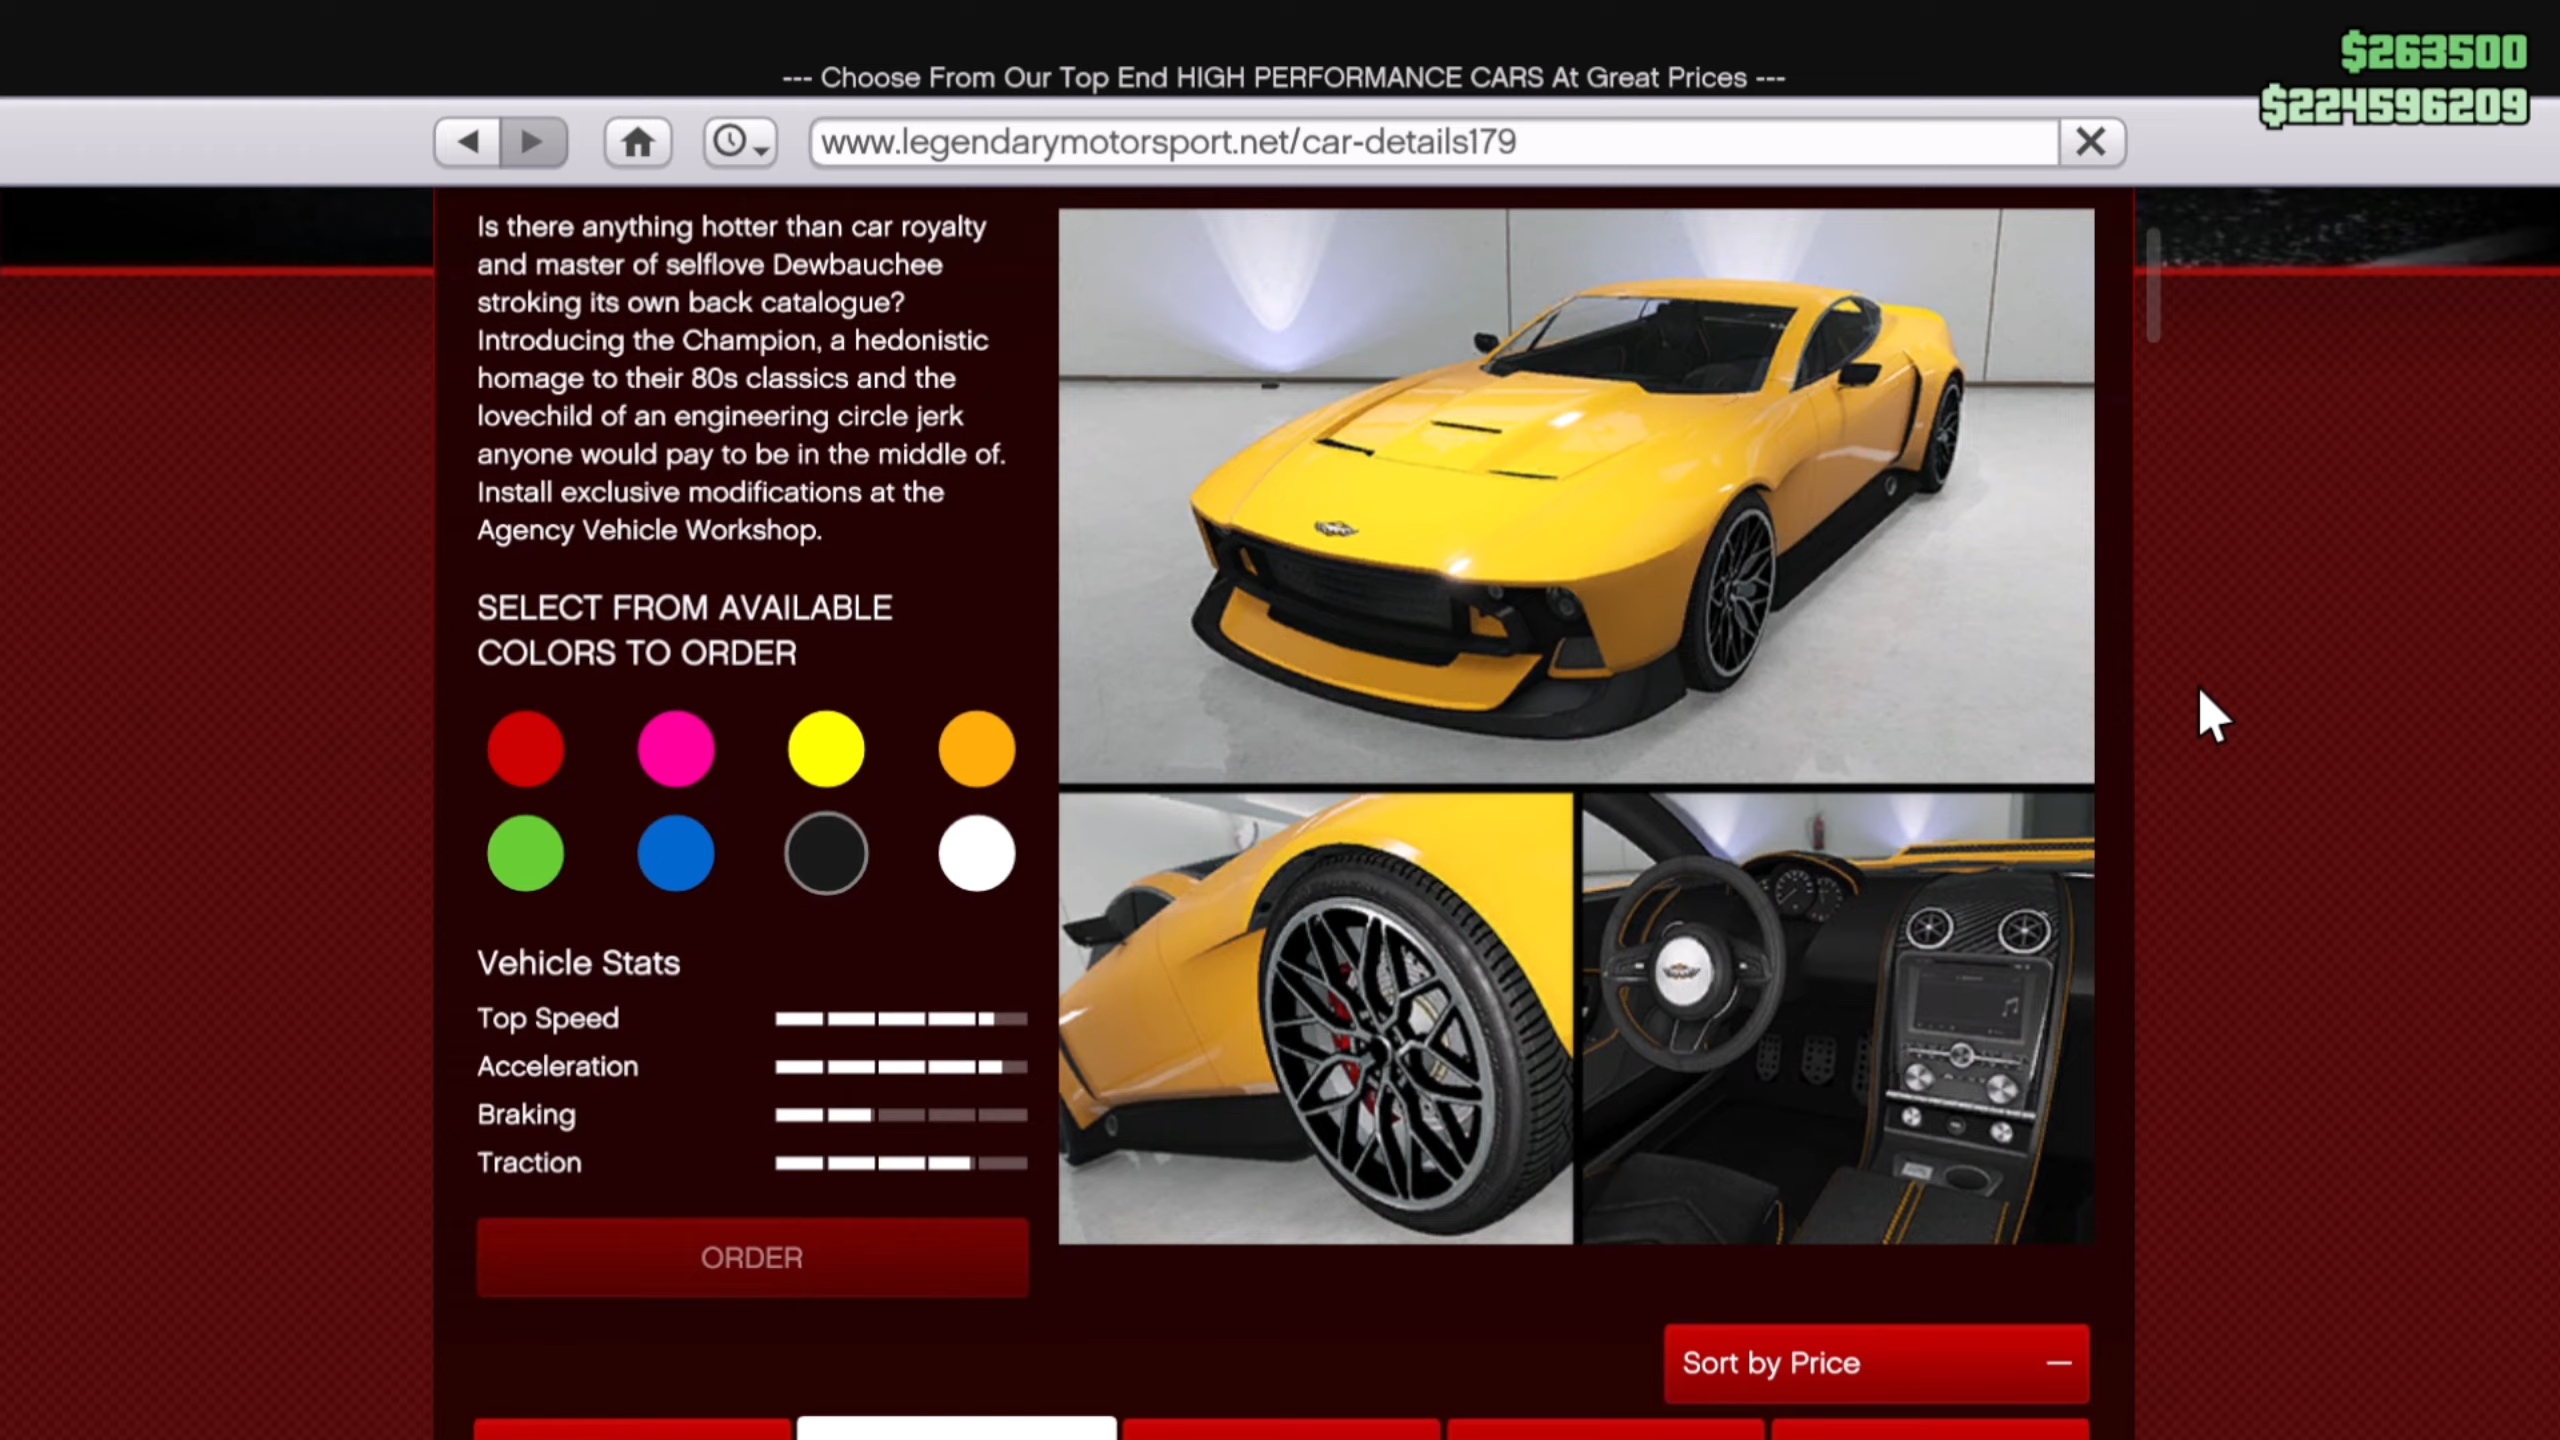 $263500
--- Choose From Our Top End HIGH PERFORMANCE CARS At Great Prices ---
$224596209
www.legendarymotorsport.net/car-details179
Is there anything hotter than car royalty
and master of selflove Dewbauchee
stroking its own back catalogue?
Introducing the Champion, a hedonistic
homage to their 80s classics and the
lovechild of an engineering circle jerk
anyone would pay to be in the middle of.
Install exclusive modifications at the
Agency Vehicle Workshop.
SELECT FROM AVAILABLE
COLORS TO ORDER
Vehicle Stats
Top Speed
Acceleration
Braking
Traction
ORDER
Sort by Price